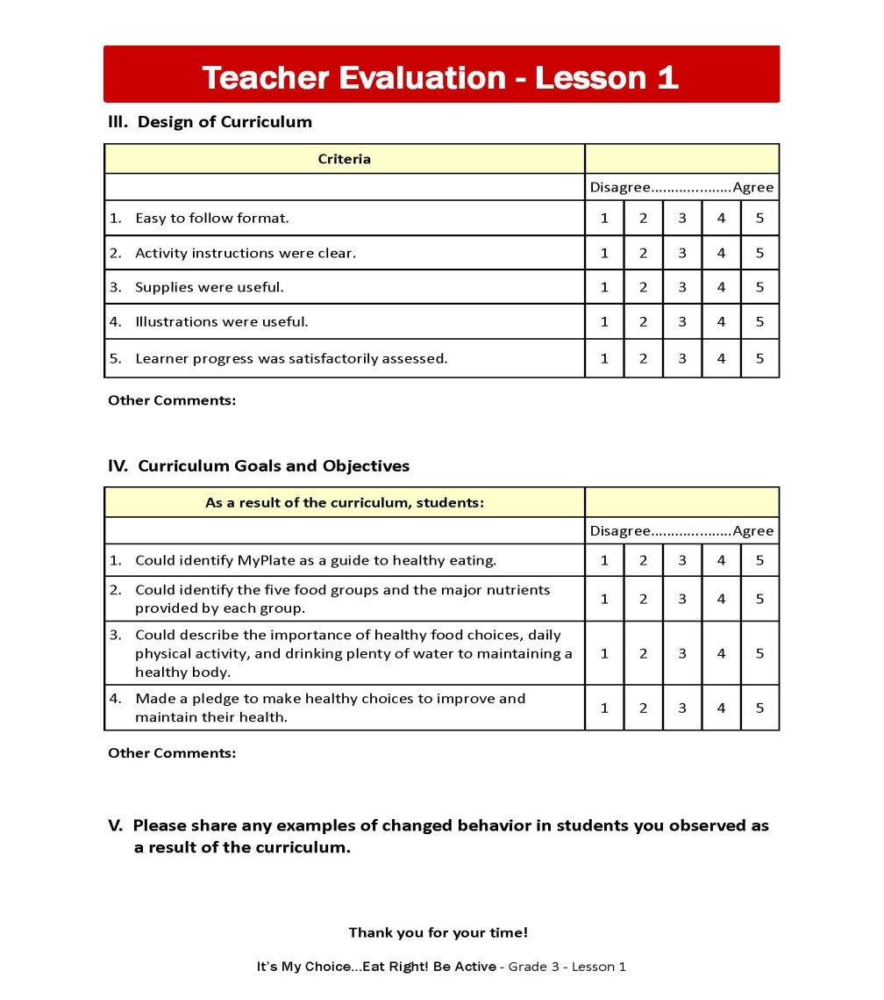 Teacher Evaluation - Lesson 1
III. Design of Curriculum
Criteria
Disagree.....................Agree
1. Easy to follow format. 1 2 3 4 5
2. Activity instructions were clear. 1 2 3 4 5
3. Supplies were useful. 1 2 3 4 5
4. Illustrations were useful. 1 2 3 4 5
5. Learner progress was satisfactorily assessed. 1 2 3 4 5
Other Comments:
IV. Curriculum Goals and Objectives
As a result of the curriculum, students:
Disagree.....................Agree
1. Could identify MyPlate as a guide to healthy eating. 1 2 3 4 5
2. Could identify the five food groups and the major nutrients
provided by each group. 1 2 3 4 5
3. Could describe the importance of healthy food choices, daily
physical activity, and drinking plenty of water to maintaining a 1 2 3 4 5
healthy body.
4. Made a pledge to make healthy choices to improve and
maintain their health. 1 2 3 4 5
Other Comments:
V. Please share any examples of changed behavior in students you observed as
a result of the curriculum.
Thank you for your time!
It's My Choice...Eat Right! Be Active - Grade 3 - Lesson 1